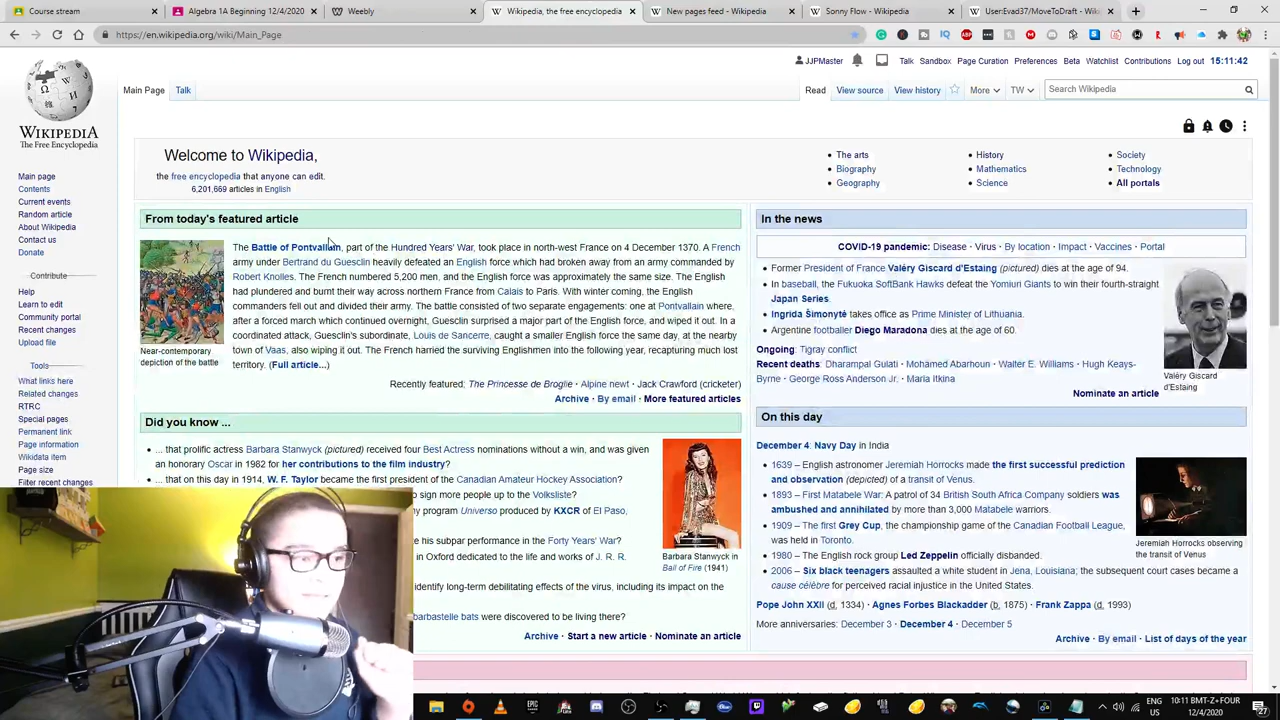 Course stream
Algebra 1A Beginning 12/4/2020
Weebly
Wikipedia, the free encyclopedia
New pages feed - Wikipedia
Sonny Flow - Wikipedia
User:Evad37/MoveToDraft - Wiki
https://en.wikipedia.org/wiki/Main_Page
WIKIPEDIA
The Free Encyclopedia
JJPMaster Talk Sandbox Page Curation Preferences Beta Watchlist Contributions Log out 15:11:42
Main Page Talk
Read View source View history More TW Search Wikipedia
Main page
Contents
Current events
Random article
About Wikipedia
Contact us
Donate
Contribute
Help
Learn to edit
Community portal
Recent changes
Upload file
Tools
What links here
Related changes
RTRC
Special pages
Permanent link
Page information
Wikidata item
Page size
Filter recent changes
Welcome to Wikipedia,
the free encyclopedia that anyone can edit.
6,201,669 articles in English
The arts
Biography
Geography
History
Mathematics
Science
Society
Technology
All portals
From today's featured article
The Battle of Pontvallain, part of the Hundred Years' War, took place in north-west France on 4 December 1370. A French
army under Bertrand du Guesclin heavily defeated an English force which had broken away from an army commanded by
Robert Knolles. The French numbered 5,200 men, and the English force was approximately the same size. The English
had plundered and burnt their way across northern France from Calais to Paris. With winter coming, the English
commanders fell out and divided their army. The battle consisted of two separate engagements: one at Pontvallain where,
after a forced march which continued overnight, Guesclin surprised a major part of the English force, and wiped it out. In a
coordinated attack, Guesclin's subordinate, Louis de Sancerre, caught a smaller English force the same day, at the nearby
town of Vaas, also wiping it out. The French harried the surviving Englishmen into the following year, recapturing much lost
territory. (Full article...)
Near-contemporary
depiction of the battle
Recently featured: The Princesse de Broglie · Alpine newt · Jack Crawford (cricketer)
Archive · By email · More featured articles
Did you know ...
... that prolific actress Barbara Stanwyck (pictured) received four Best Actress nominations without a win, and was given
an honorary Oscar in 1982 for her contributions to the film industry?
... that on this day in 1914, W. F. Taylor became the first president of the Canadian Amateur Hockey Association?
to sign more people up to the Volksliste?
ny program Universo produced by KXCR of El Paso,
te his subpar performance in the Forty Years' War?
in Oxford dedicated to the life and works of J. R. R.
identify long-term debilitating effects of the virus, including its impact on the
barbastelle bats were discovered to be living there?
Barbara Stanwyck in
Ball of Fire (1941)
Archive · Start a new article · Nominate an article
In the news
COVID-19 pandemic: Disease · Virus · By location · Impact · Vaccines · Portal
Former President of France Valéry Giscard d'Estaing (pictured) dies at the age of 94.
In baseball, the Fukuoka SoftBank Hawks defeat the Yomiuri Giants to win their fourth-straight
Japan Series.
Ingrida Šimonytė takes office as Prime Minister of Lithuania.
Argentine footballer Diego Maradona dies at the age of 60.
Ongoing: Tigray conflict
Recent deaths: Dharampal Gulati · Mohamed Abarhoun · Walter E. Williams · Hugh Keays-
Byrne · George Ross Anderson Jr. · Maria Itkina
Valéry Giscard
d'Estaing
Nominate an article
On this day
December 4: Navy Day in India
1639 – English astronomer Jeremiah Horrocks made the first successful prediction
and observation (depicted) of a transit of Venus.
1893 – First Matabele War: A patrol of 34 British South Africa Company soldiers was
ambushed and annihilated by more than 3,000 Matabele warriors.
1909 – The first Grey Cup, the championship game of the Canadian Football League,
was held in Toronto.
1980 – The English rock group Led Zeppelin officially disbanded.
2006 – Six black teenagers assaulted a white student in Jena, Louisiana; the subsequent court cases became a
cause célèbre for perceived racial injustice in the United States.
Jeremiah Horrocks observing
the transit of Venus
Pope John XXII (d. 1334) · Agnes Forbes Blackadder (b. 1875) · Frank Zappa (d. 1993)
More anniversaries: December 3 · December 4 · December 5
Archive · By email · List of days of the year
ENG
US
10:11 BMT-Z+FOUR
12/4/2020